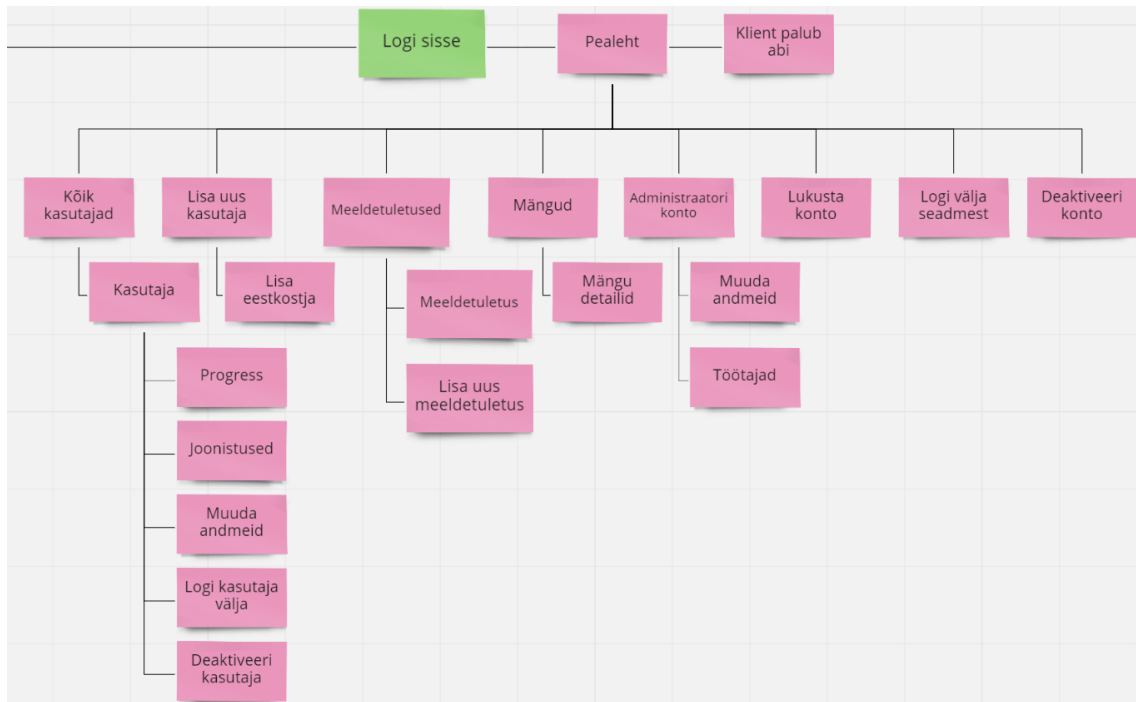 Logi sisse
Pealeht
Klient palub
abi
Kõik
kasutajad
Lisa uus
kasutaja
Meeldetuletused
Mängud
Administraatori
konto
Lukusta
konto
Logi välja
seadmest
Deaktiveeri
konto
Kasutaja
Lisa
eestkostja
Meeldetuletus
Mängu
detailid
Muuda
andmeid
Progress
Lisa uus
meeldetuletus
Töötajad
Joonistused
Muuda
andmeid
Logi kasutaja
välja
Deaktiveeri
kasutaja